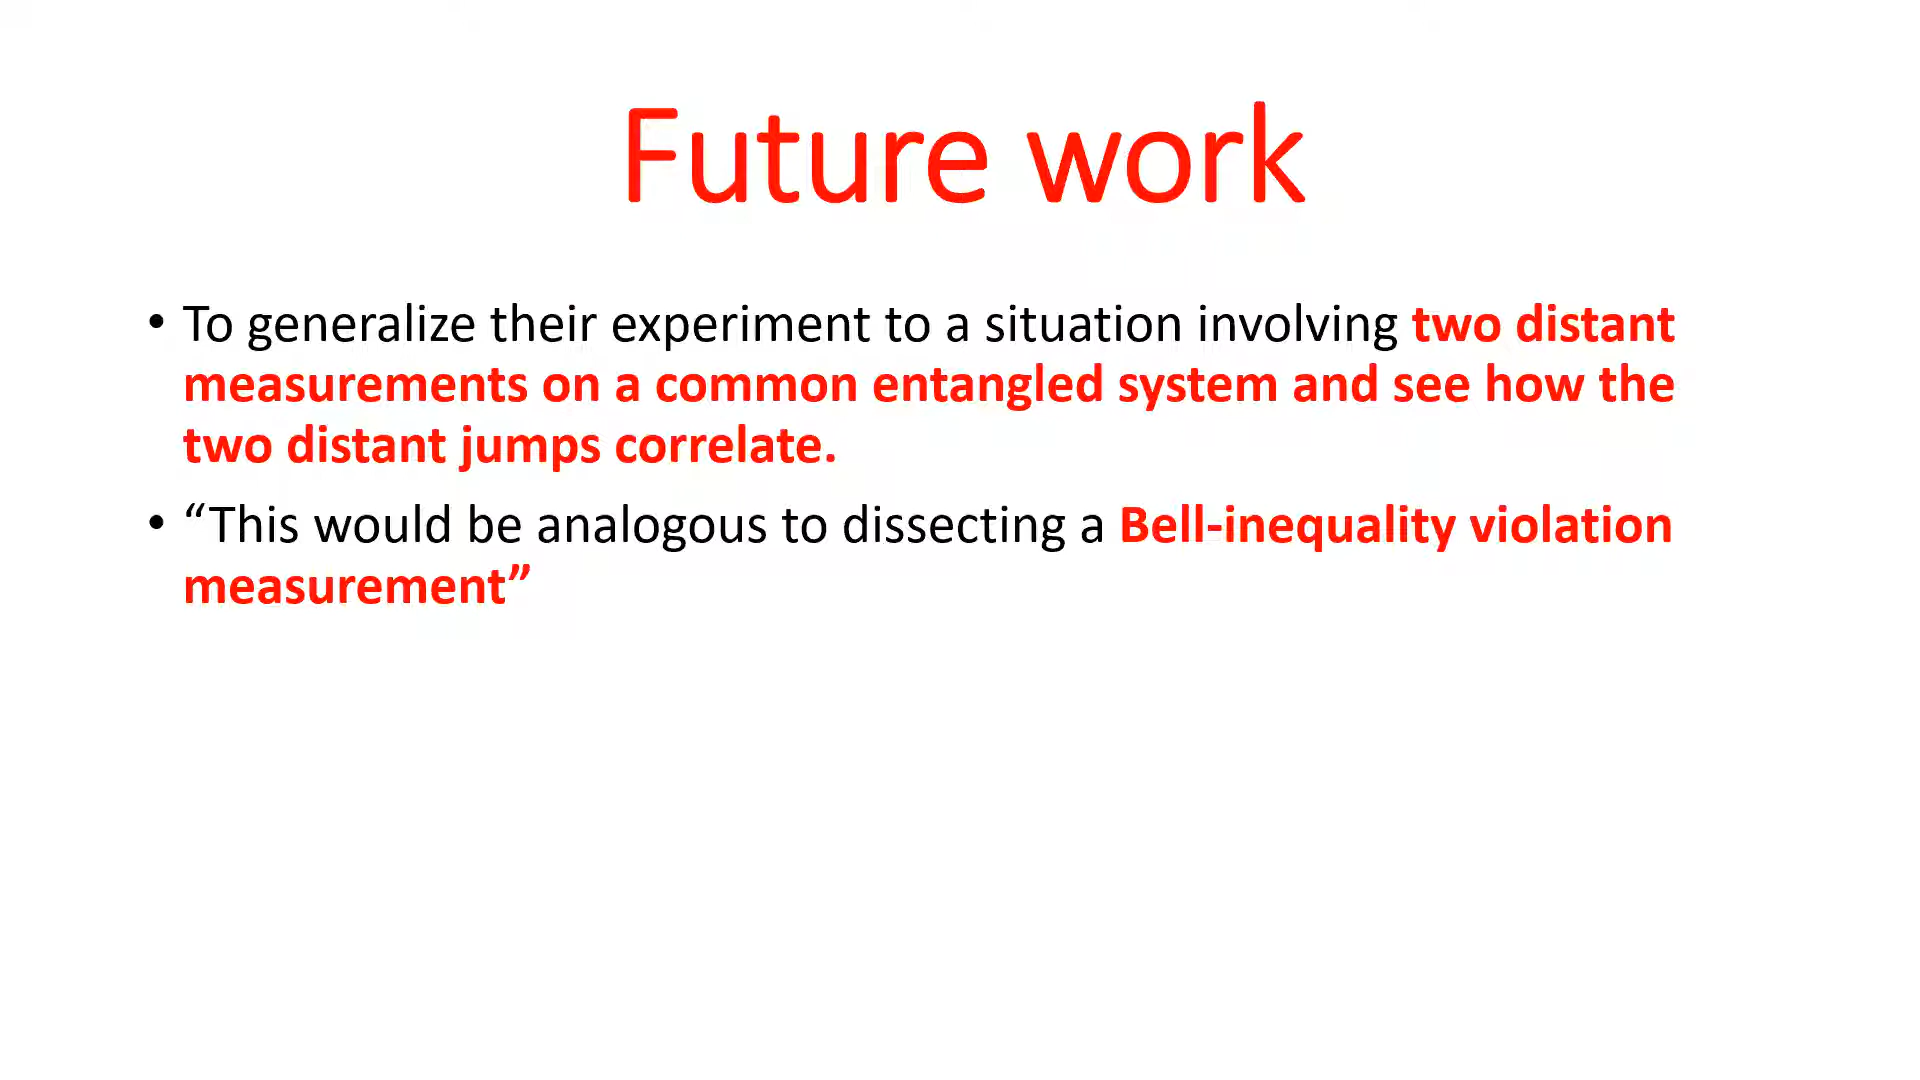 Future work
• To generalize their experiment to a situation involving two distant
measurements on a common entangled system and see how the
two distant jumps correlate.
• “This would be analogous to dissecting a Bell-inequality violation
measurement”